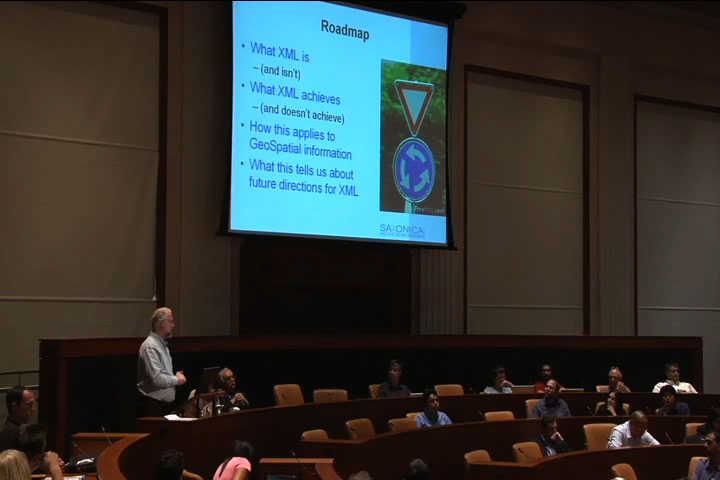 Roadmap
• What XML is
– (and isn't)
• What XML achieves
– (and doesn't achieve)
• How this applies to
GeoSpatial information
• What this tells us about
future directions for XML
SAXONICA